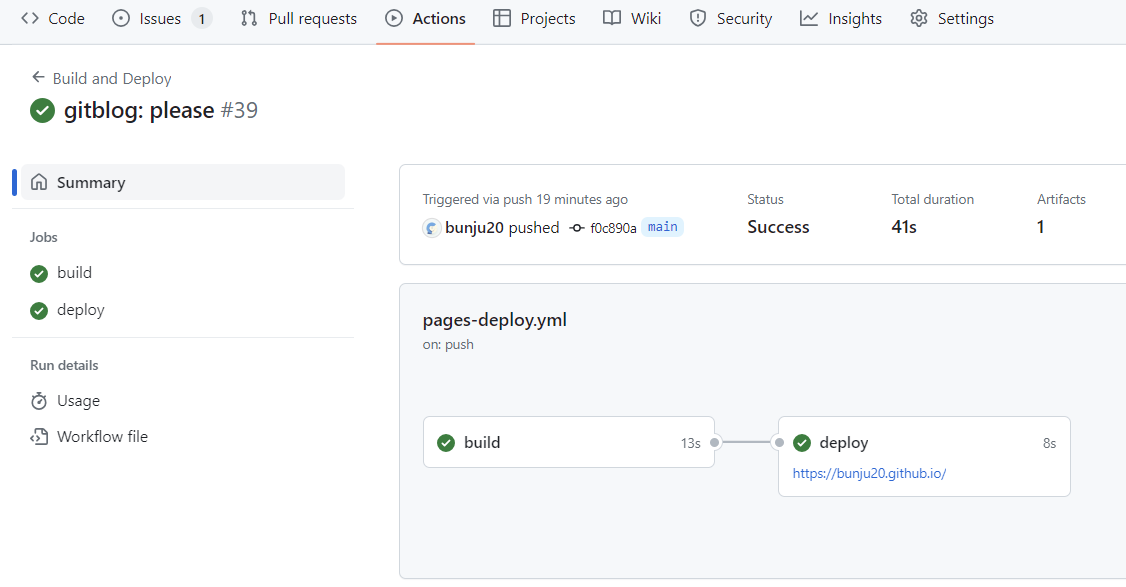 Code Issues 1 Pull requests Actions Projects Wiki Security Insights Settings
Build and Deploy
gitblog: please #39
Summary
Jobs
build
deploy
Run details
Usage
Workflow file
Triggered via push 19 minutes ago
bunju20 pushed f0c890a main
Status
Success
Total duration
41s
Artifacts
1
pages-deploy.yml
on: push
build 13s
deploy 8s
https://bunju20.github.io/